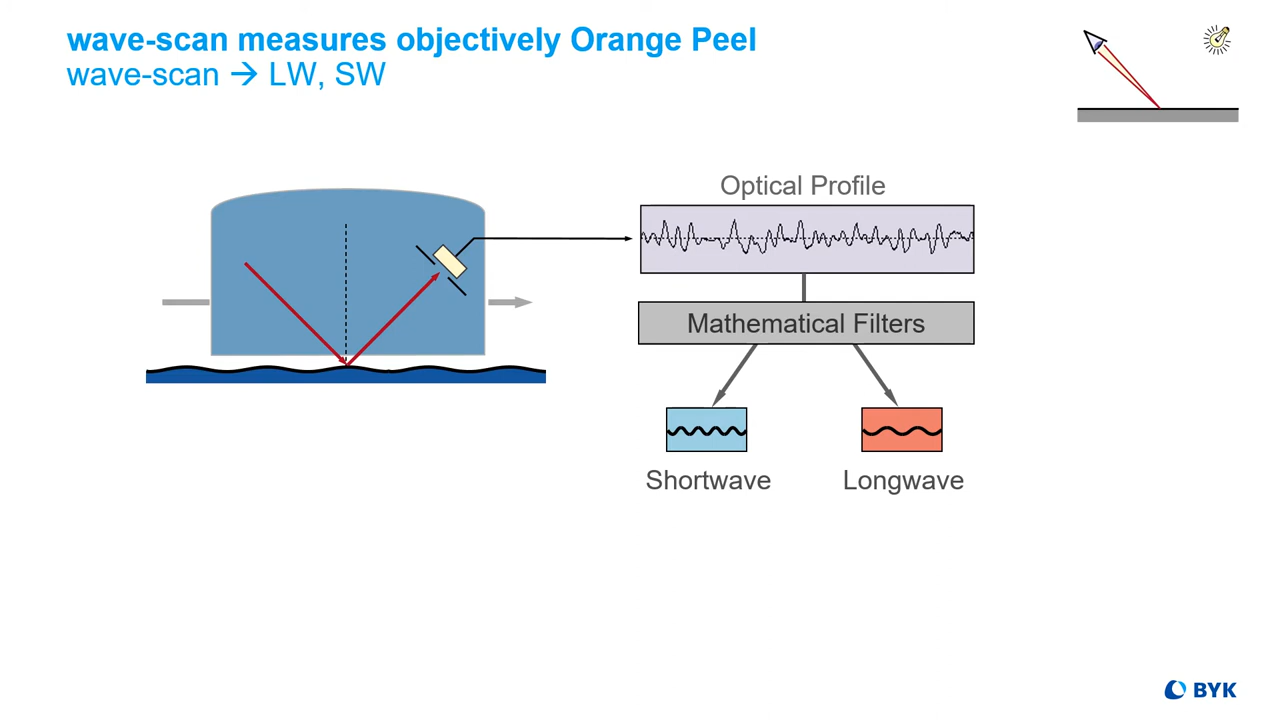 wave-scan measures objectively Orange Peel
wave-scan → LW, SW
Optical Profile
Mathematical Filters
Shortwave
Longwave
BYK